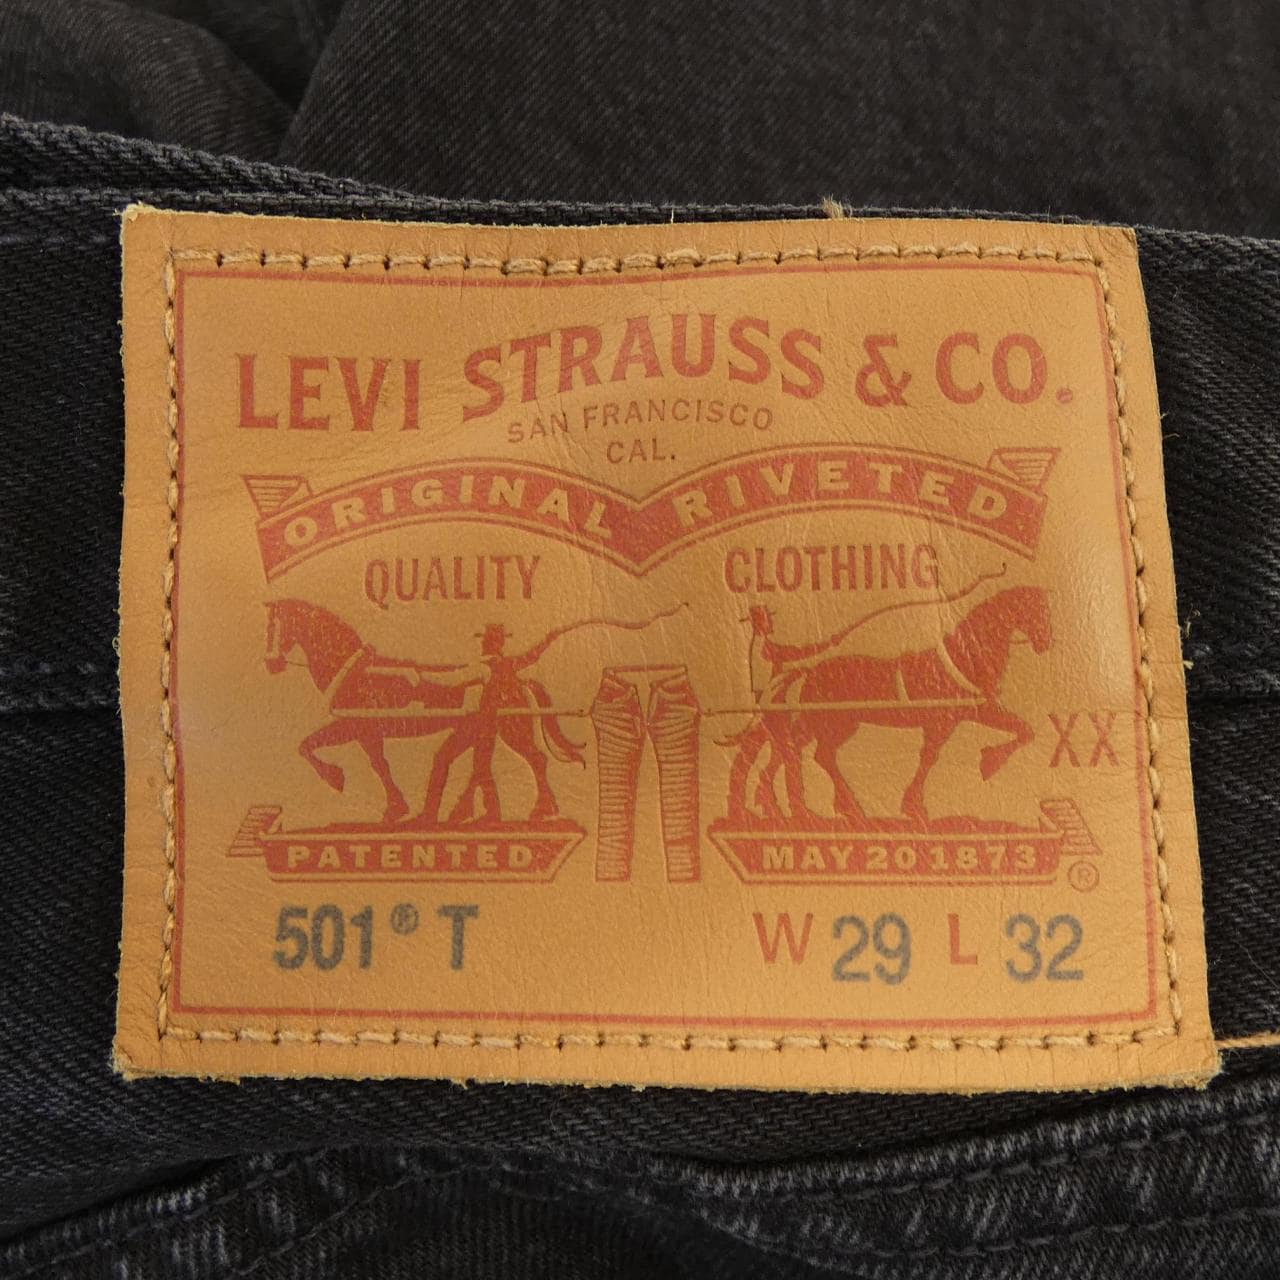 LEVI STRAUSS & CO.
SAN FRANCISCO
CAL.
ORIGINAL RIVETED
QUALITY CLOTHING
XX
PATENTED MAY 20 1873 ®
501® T W 29 L 32